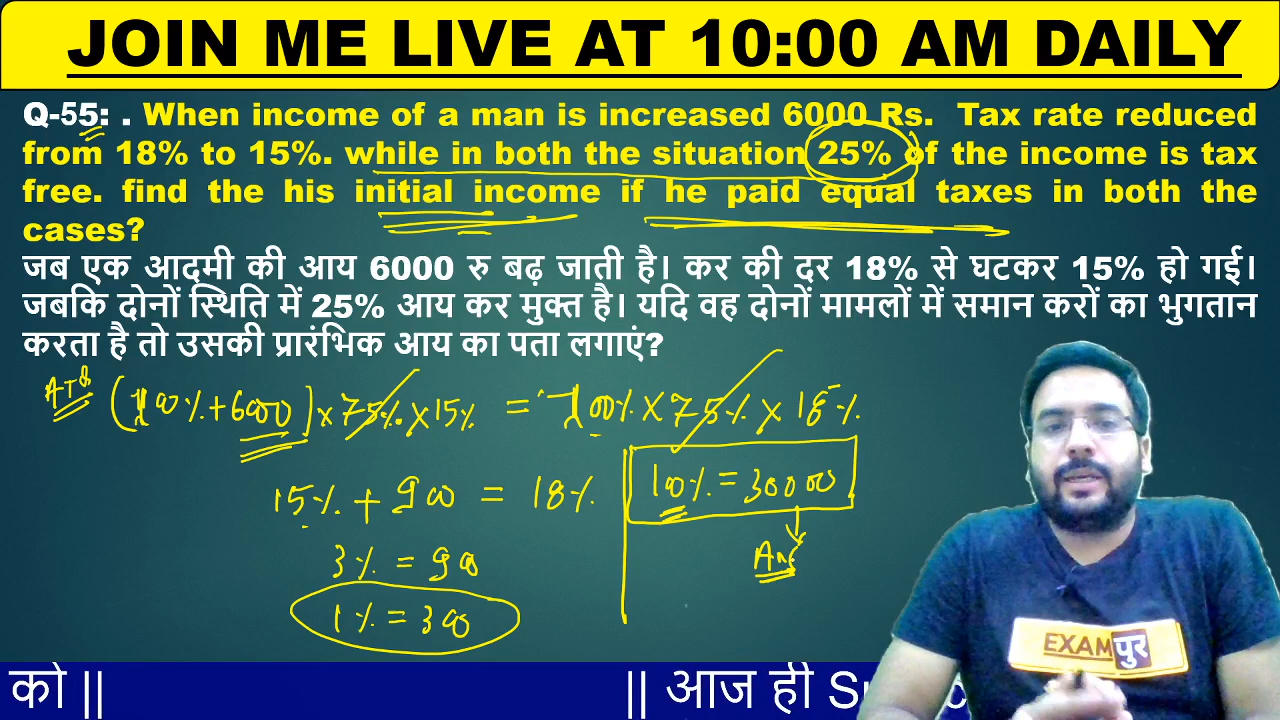 JOIN ME LIVE AT 10:00 AM DAILY
Q-55: . When income of a man is increased 6000 Rs. Tax rate reduced
from 18% to 15%. while in both the situation 25% of the income is tax
free. find the his initial income if he paid equal taxes in both the
cases?
जब एक आदमी की आय 6000 रु बढ़ जाती है। कर की दर 18% से घटकर 15% हो गई।
जबकि दोनों स्थिति में 25% आय कर मुक्त है। यदि वह दोनों मामलों में समान करों का भुगतान
करता है तो उसकी प्रारंभिक आय का पता लगाएं?
ATQ (100% + 6000) × 75% × 15% = 100% × 75% × 18%
15% + 900 = 18%
100% = 30000
3% = 900
Ans
1% = 300
EXAMपुर
को || || आज ही